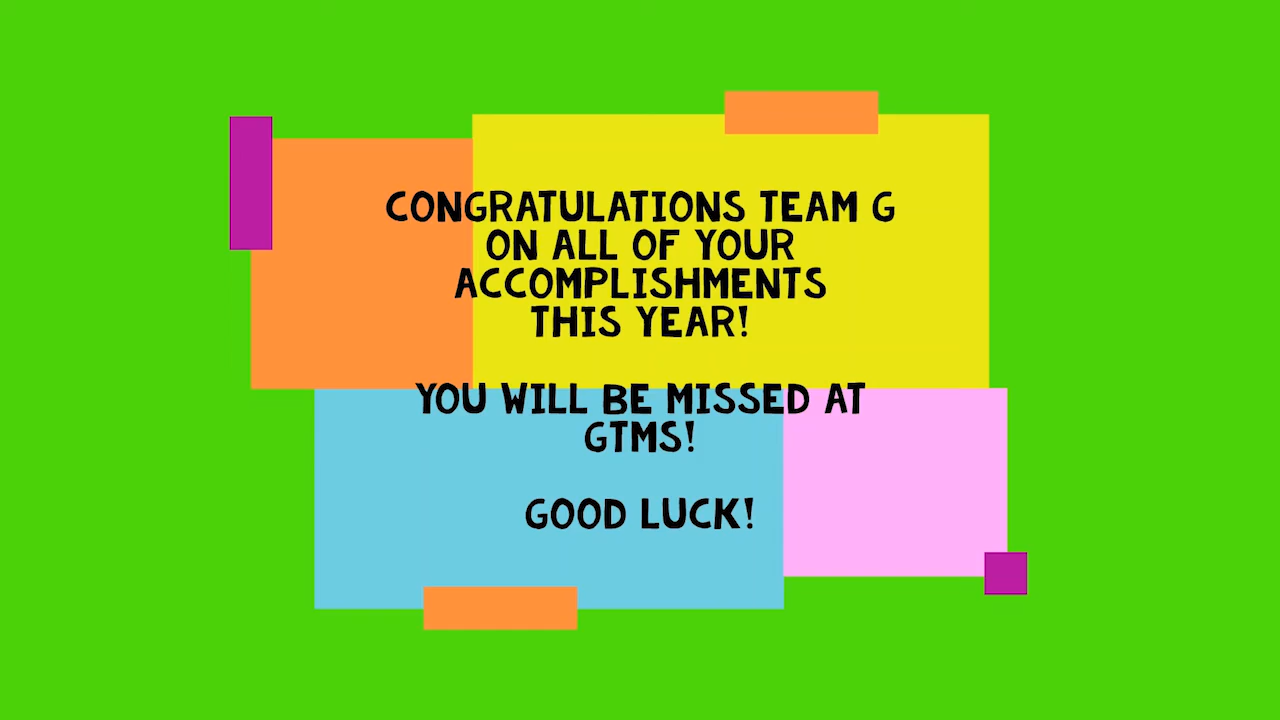 CONGRATULATIONS TEAM G
ON ALL OF YOUR
ACCOMPLISHMENTS
THIS YEAR!
YOU WILL BE MISSED AT
GTMS!
GOOD LUCK!